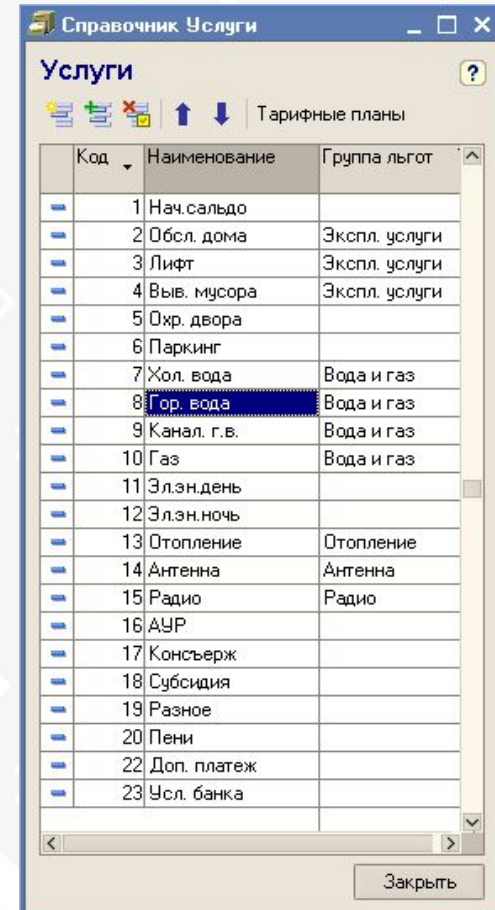 Справочник Услуги
Услуги
Тарифные планы
Код Наименование Группа льгот
1 Нач.сальдо
2 Обсл. дома Экспл. услуги
3 Лифт Экспл. услуги
4 Выв. мусора Экспл. услуги
5 Охр. двора
6 Паркинг
7 Хол. вода Вода и газ
8 Гор. вода Вода и газ
9 Канал. г.в. Вода и газ
10 Газ Вода и газ
11 Эл.эн.день
12 Эл.эн.ночь
13 Отопление Отопление
14 Антенна Антенна
15 Радио Радио
16 АУР
17 Консъерж
18 Субсидия
19 Разное
20 Пени
22 Доп. платеж
23 Усл. банка
Закрыть